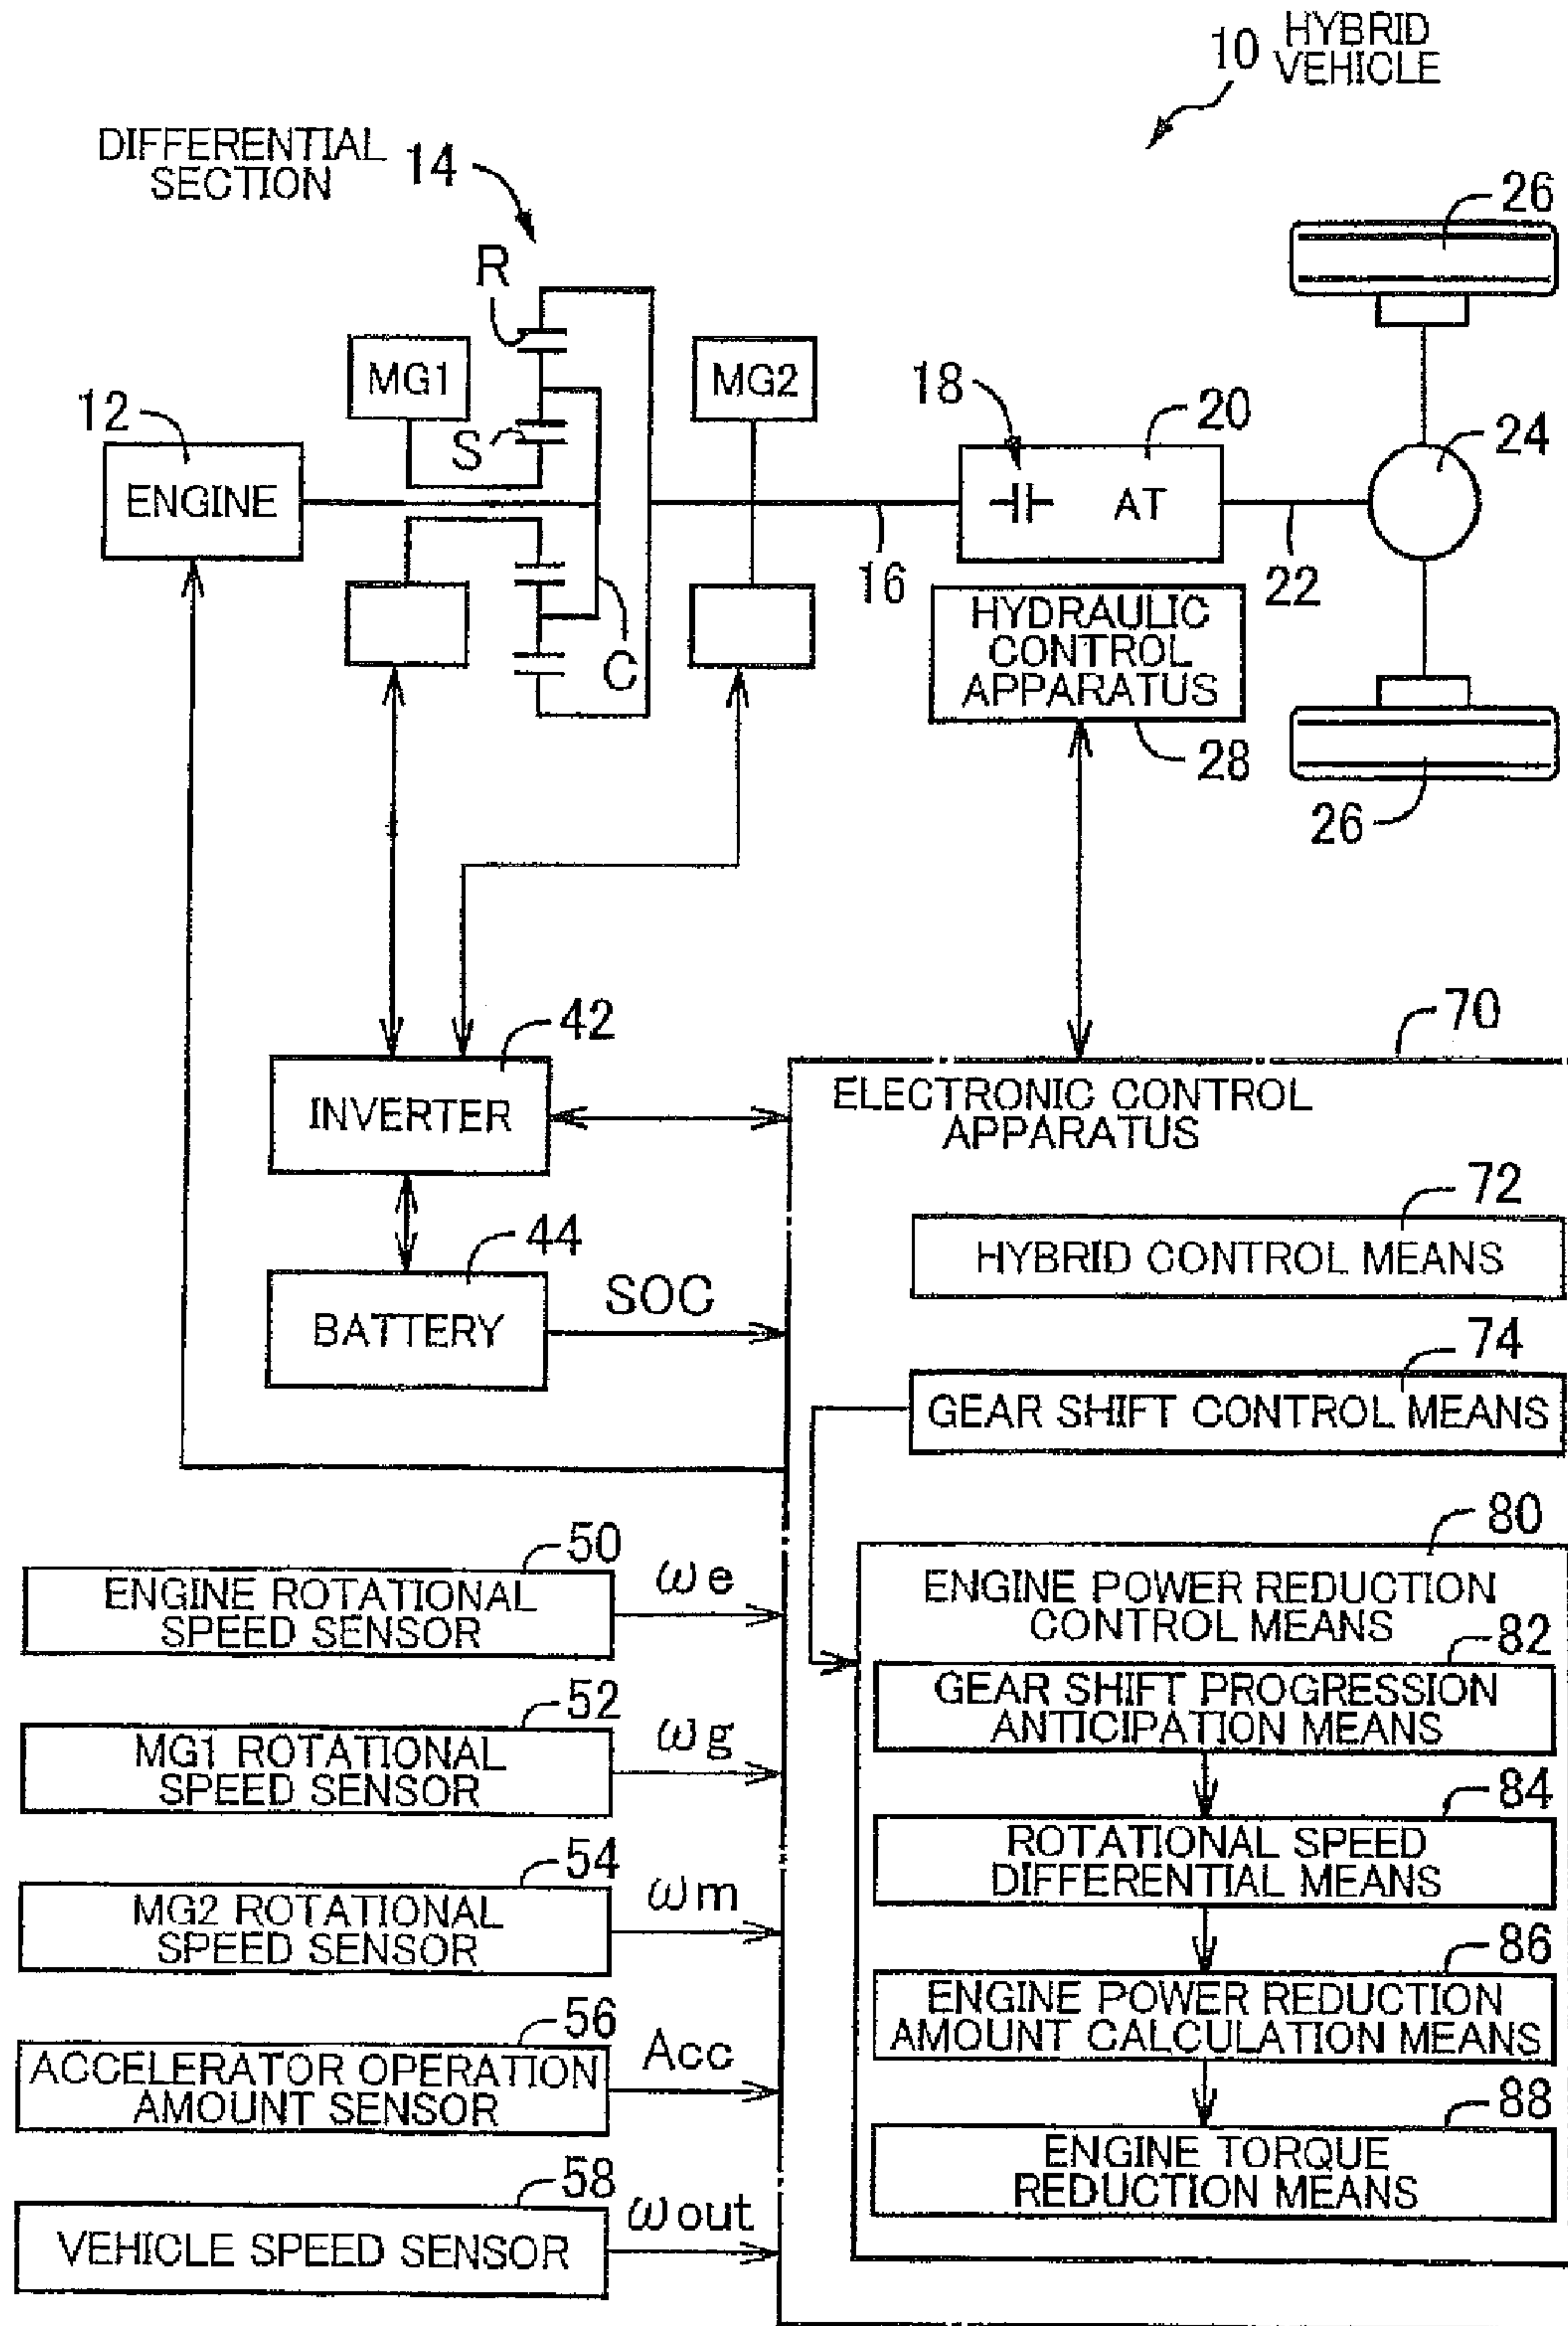 10 HYBRID
VEHICLE
DIFFERENTIAL
SECTION
14
R
26
MG1
MG2
12
S
18
20
24
ENGINE
AT
C
16
22
HYDRAULIC
CONTROL
APPARATUS
28
26
42
70
INVERTER
ELECTRONIC CONTROL
APPARATUS
72
HYBRID CONTROL MEANS
44
BATTERY
SOC
74
GEAR SHIFT CONTROL MEANS
80
ENGINE POWER REDUCTION
CONTROL MEANS
50
ENGINE ROTATIONAL
SPEED SENSOR
ωe
82
GEAR SHIFT PROGRESSION
ANTICIPATION MEANS
52
MG1 ROTATIONAL
SPEED SENSOR
ωg
84
ROTATIONAL SPEED
DIFFERENTIAL MEANS
54
MG2 ROTATIONAL
SPEED SENSOR
ωm
86
ENGINE POWER REDUCTION
AMOUNT CALCULATION MEANS
56
ACCELERATOR OPERATION
AMOUNT SENSOR
Acc
88
ENGINE TORQUE
REDUCTION MEANS
58
VEHICLE SPEED SENSOR
ωout